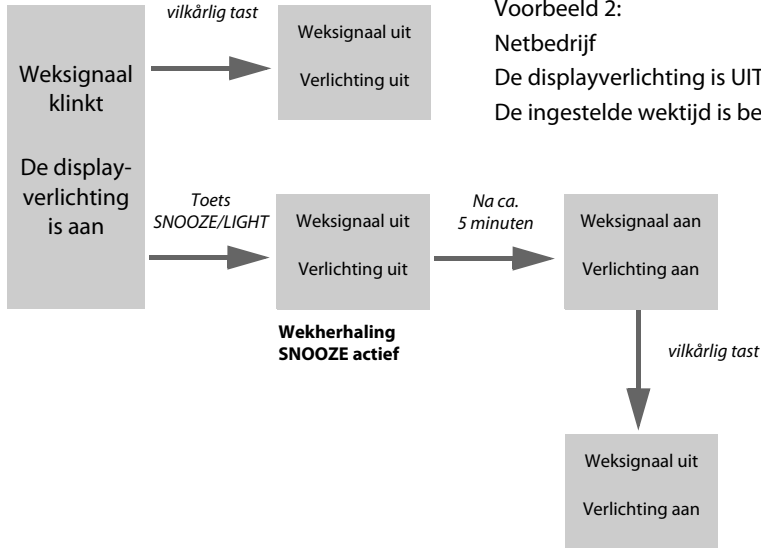 vilkårlig tast
Weksignaal uit
Verlichting uit
Voorbeeld 2:
Netbedrijf
De displayverlichting is UIT
De ingestelde wektijd is be
Weksignaal
klinkt
De display-
verlichting
is aan
Toets
SNOOZE/LIGHT
Weksignaal uit
Verlichting uit
Wekherhaling
SNOOZE actief
Na ca.
5 minuten
Weksignaal aan
Verlichting aan
vilkårlig tast
Weksignaal uit
Verlichting aan